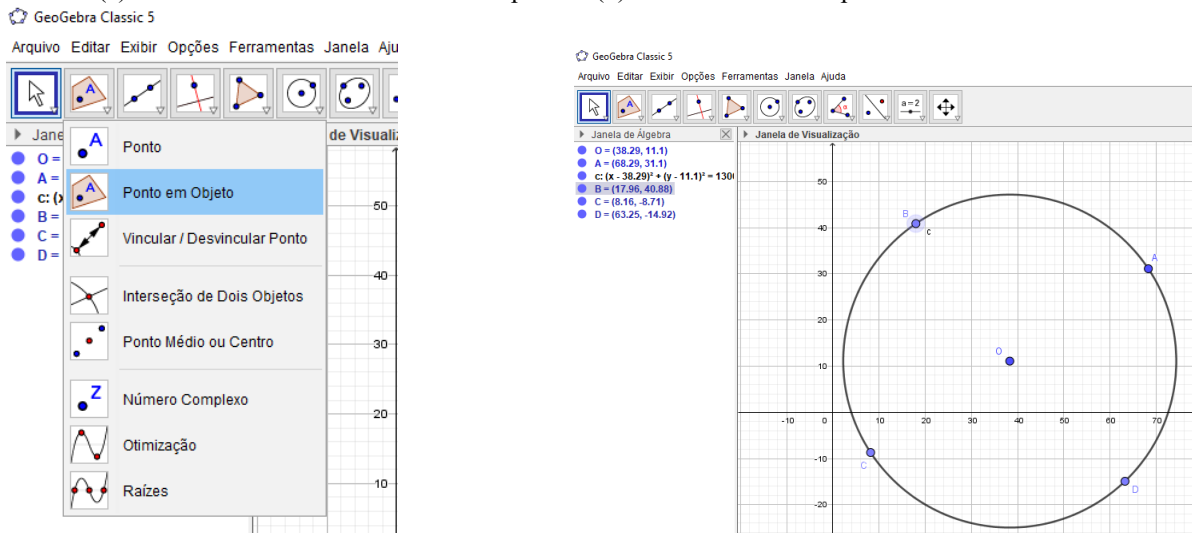 GeoGebra Classic 5
Arquivo Editar Exibir Opções Ferramentas Janela Aju
A
Jane
de Visualiz
O =
A =
c: (x
B =
C =
D =
A
Ponto
A
Ponto em Objeto
Vincular / Desvincular Ponto
Interseção de Dois Objetos
Ponto Médio ou Centro
Z
Número Complexo
Otimização
Raízes
50
40
30
20
10
GeoGebra Classic 5
Arquivo Editar Exibir Opções Ferramentas Janela Ajuda
A
a=2
Janela de Álgebra
Janela de Visualização
O = (38.29, 11.1)
A = (68.29, 31.1)
c: (x - 38.29)² + (y - 11.1)² = 1300
B = (17.96, 40.88)
C = (8.16, -8.71)
D = (63.25, -14.92)
50
B
c
40
A
30
20
O
10
-10 0 10 20 30 40 50 60 70
-10
C
D
-20